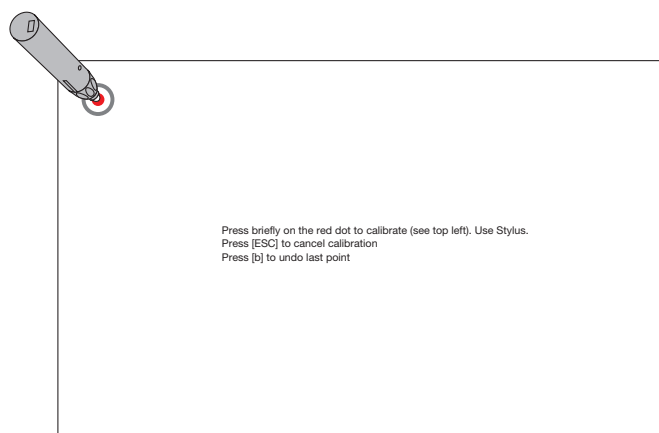 Press briefly on the red dot to calibrate (see top left). Use Stylus.
Press [ESC] to cancel calibration
Press [b] to undo last point